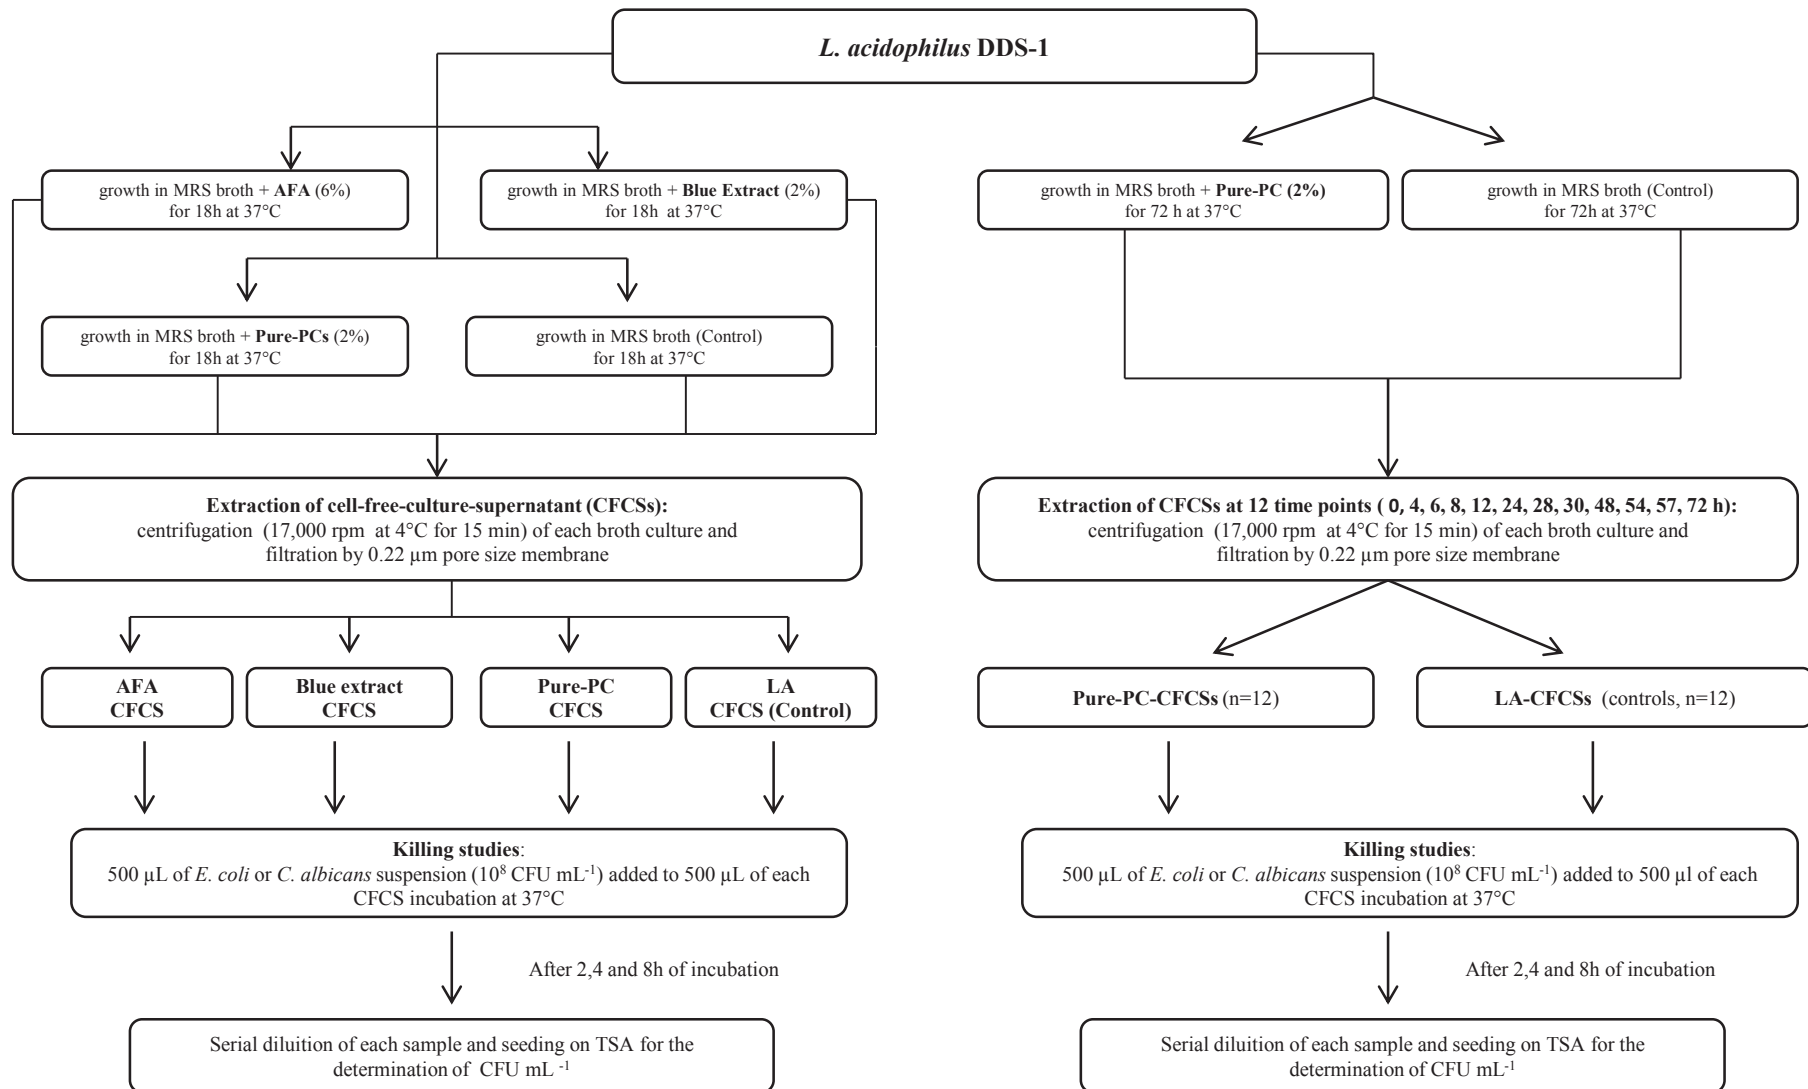 L. acidophilus DDS-1
growth in MRS broth + AFA (6%)
for 18h at 37°C
growth in MRS broth + Blue Extract (2%)
for 18h at 37°C
growth in MRS broth + Pure-PC (2%)
for 72 h at 37°C
growth in MRS broth (Control)
for 72h at 37°C
growth in MRS broth + Pure-PCs (2%)
for 18h at 37°C
growth in MRS broth (Control)
for 18h at 37°C
Extraction of cell-free-culture-supernatant (CFCSs):
centrifugation (17,000 rpm at 4°C for 15 min) of each broth culture and
filtration by 0.22 µm pore size membrane
Extraction of CFCSs at 12 time points ( 0, 4, 6, 8, 12, 24, 28, 30, 48, 54, 57, 72 h):
centrifugation (17,000 rpm at 4°C for 15 min) of each broth culture and
filtration by 0.22 µm pore size membrane
AFA
CFCS
Blue extract
CFCS
Pure-PC
CFCS
LA
CFCS (Control)
Pure-PC-CFCSs (n=12)
LA-CFCSs (controls, n=12)
Killing studies:
500 µL of E. coli or C. albicans suspension (10⁸ CFU mL⁻¹) added to 500 µL of each
CFCS incubation at 37°C
Killing studies:
500 µL of E. coli or C. albicans suspension (10⁸ CFU mL⁻¹) added to 500 µl of each
CFCS incubation at 37°C
After 2,4 and 8h of incubation
After 2,4 and 8h of incubation
Serial dilution of each sample and seeding on TSA for the
determination of CFU mL ⁻¹
Serial dilution of each sample and seeding on TSA for the
determination of CFU mL⁻¹